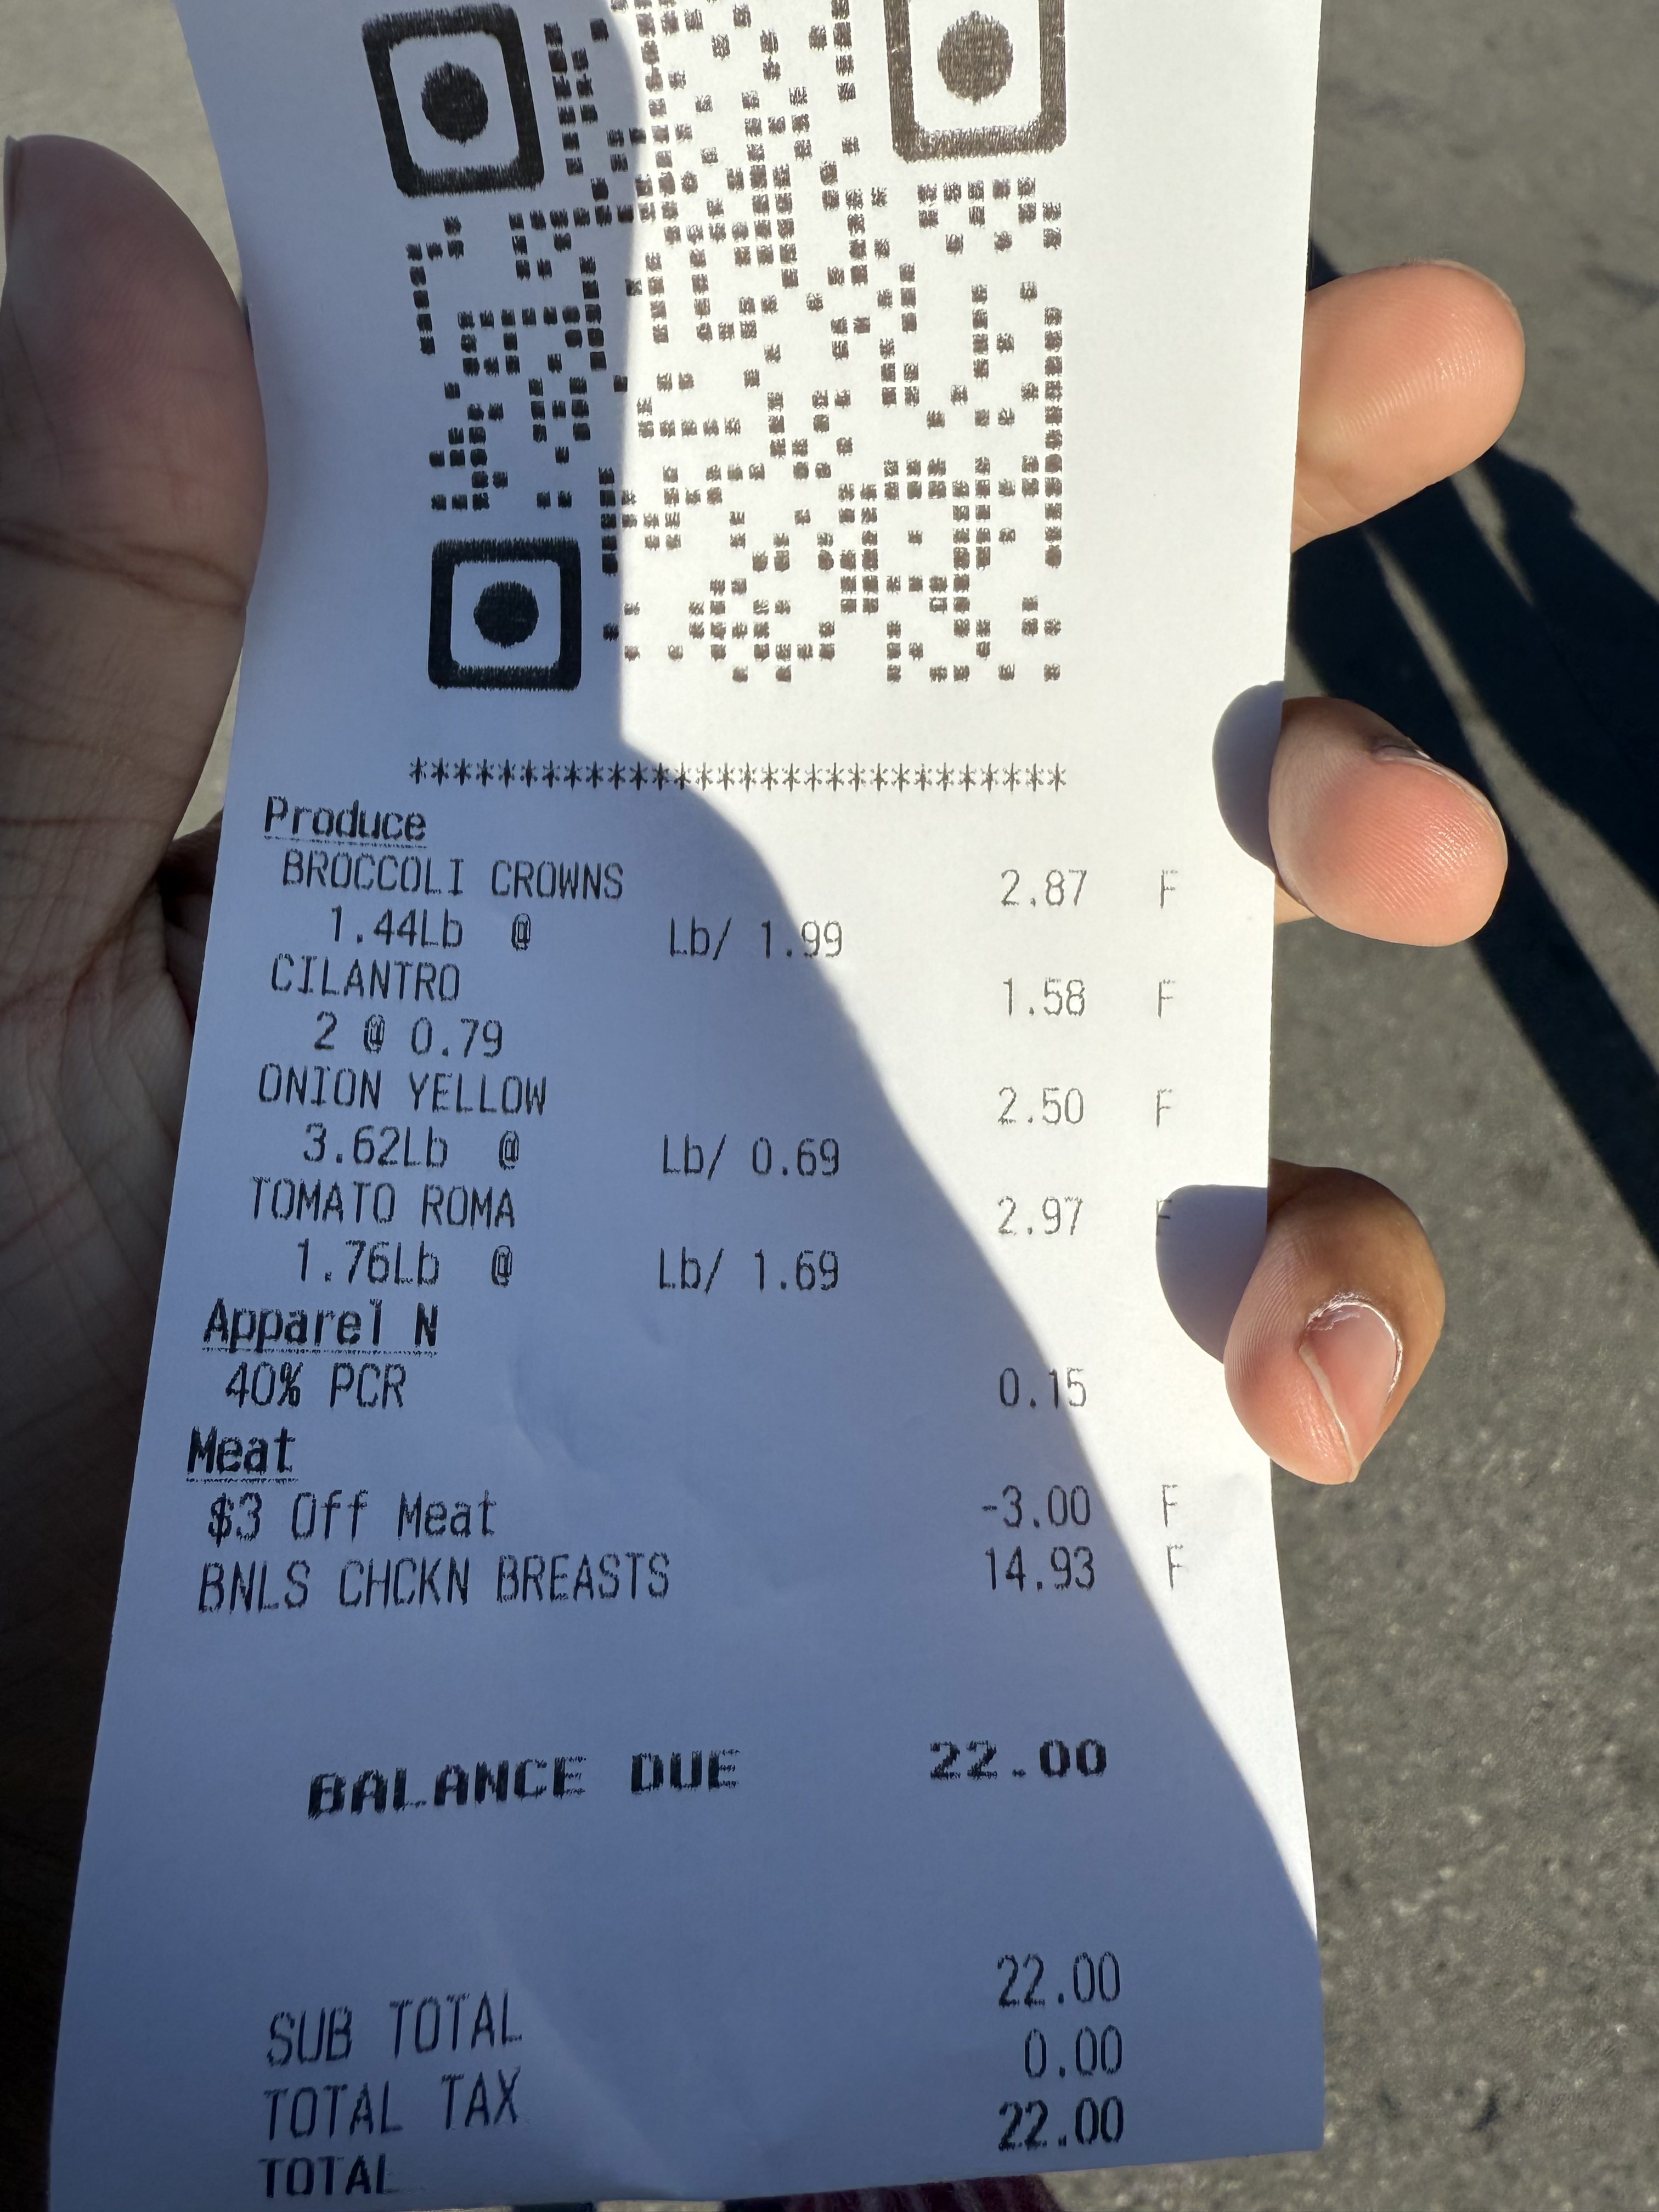 *******************************
Produce
BROCCOLI CROWNS 2.87 F
1.44Lb @ Lb/ 1.99
CILANTRO 1.58 F
2 @ 0.79
ONION YELLOW 2.50 F
3.62Lb @ Lb/ 0.69
TOMATO ROMA 2.97 F
1.76Lb @ Lb/ 1.69
Apparel N
40% PCR 0.15
Meat
$3 Off Meat -3.00 F
BNLS CHCKN BREASTS 14.93 F
BALANCE DUE 22.00
SUB TOTAL 22.00
TOTAL TAX 0.00
TOTAL 22.00